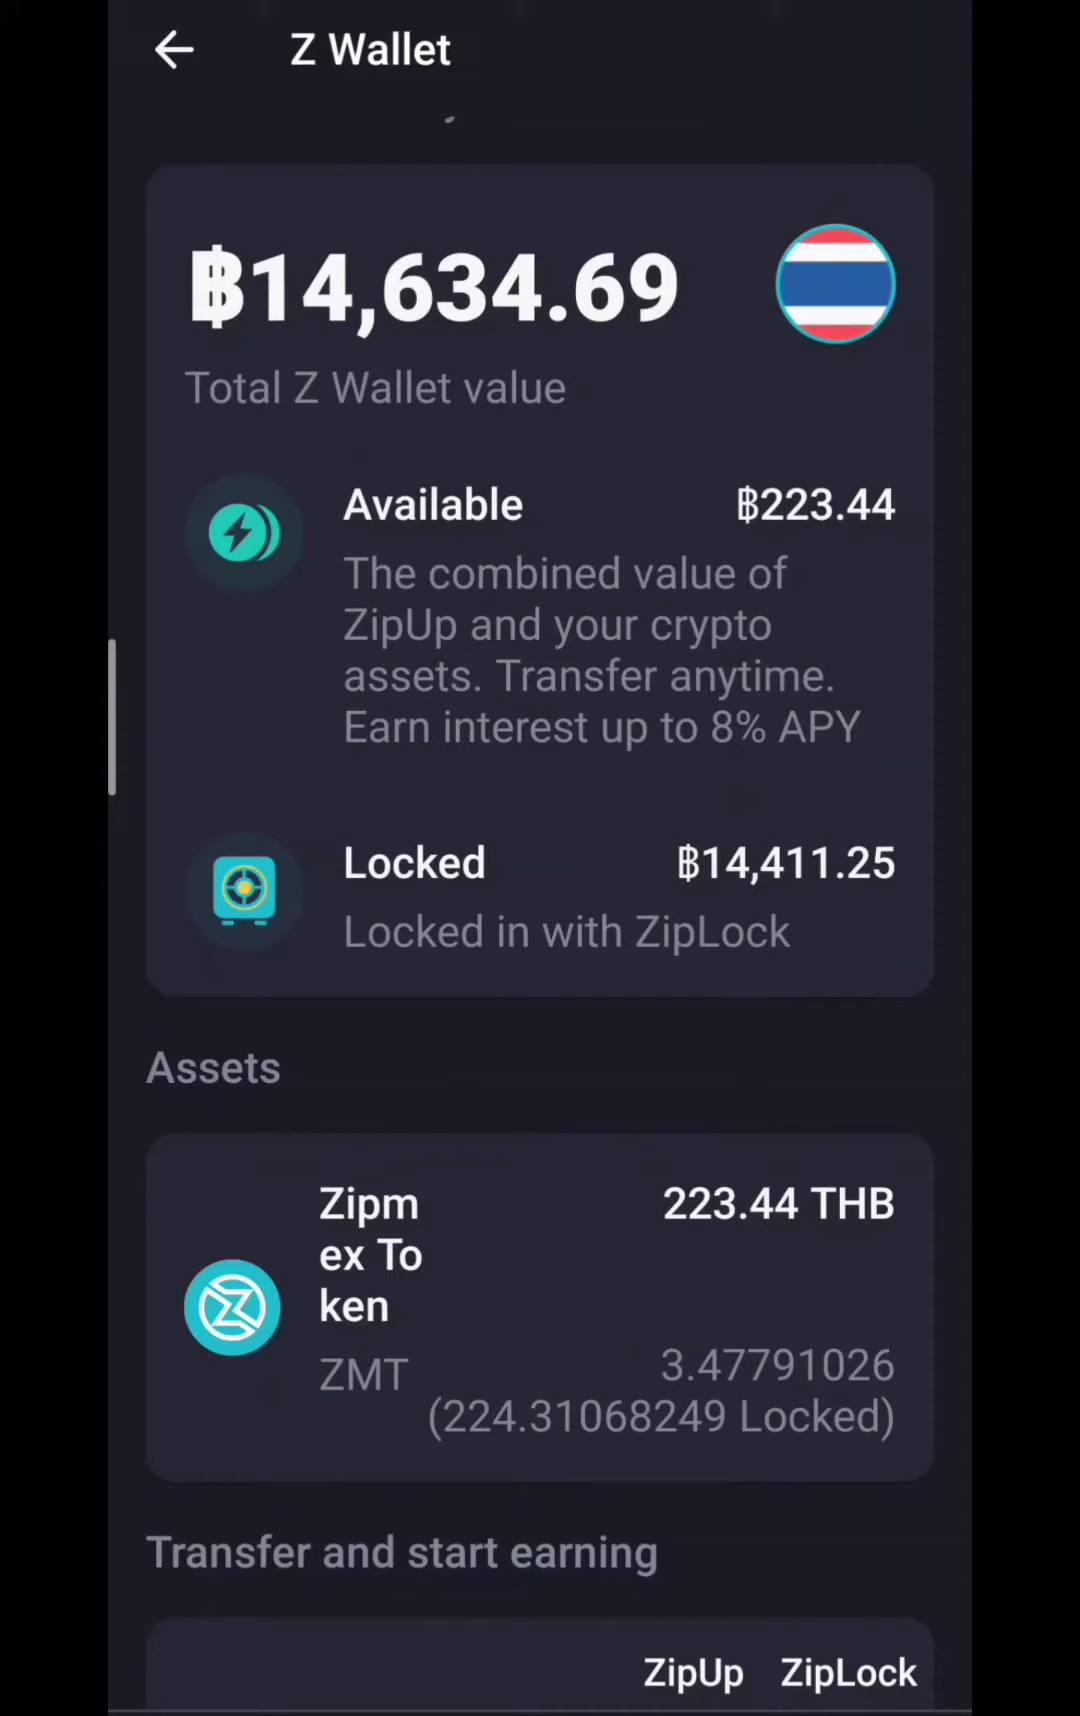 Z Wallet
฿14,634.69
Total Z Wallet value
Available ฿223.44
The combined value of
ZipUp and your crypto
assets. Transfer anytime.
Earn interest up to 8% APY
Locked ฿14,411.25
Locked in with ZipLock
Assets
Zipm 223.44 THB
ex To
ken
ZMT 3.47791026
(224.31068249 Locked)
Transfer and start earning
ZipUp ZipLock